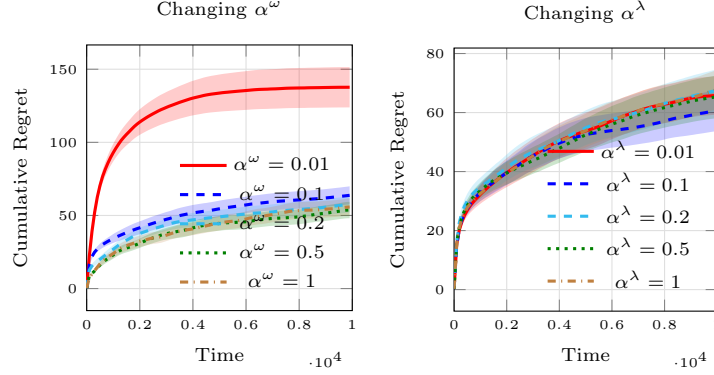 Changing α^ω
Cumulative Regret
150
100
50
0
0
0.2
0.4
0.6
0.8
1
·10^4
Time
α^ω = 0.01
α^ω = 0.1
α^ω = 0.2
α^ω = 0.5
α^ω = 1
Changing α^λ
Cumulative Regret
80
60
40
20
0
0
0.2
0.4
0.6
0.8
·10^4
Time
α^λ = 0.01
α^λ = 0.1
α^λ = 0.2
α^λ = 0.5
α^λ = 1